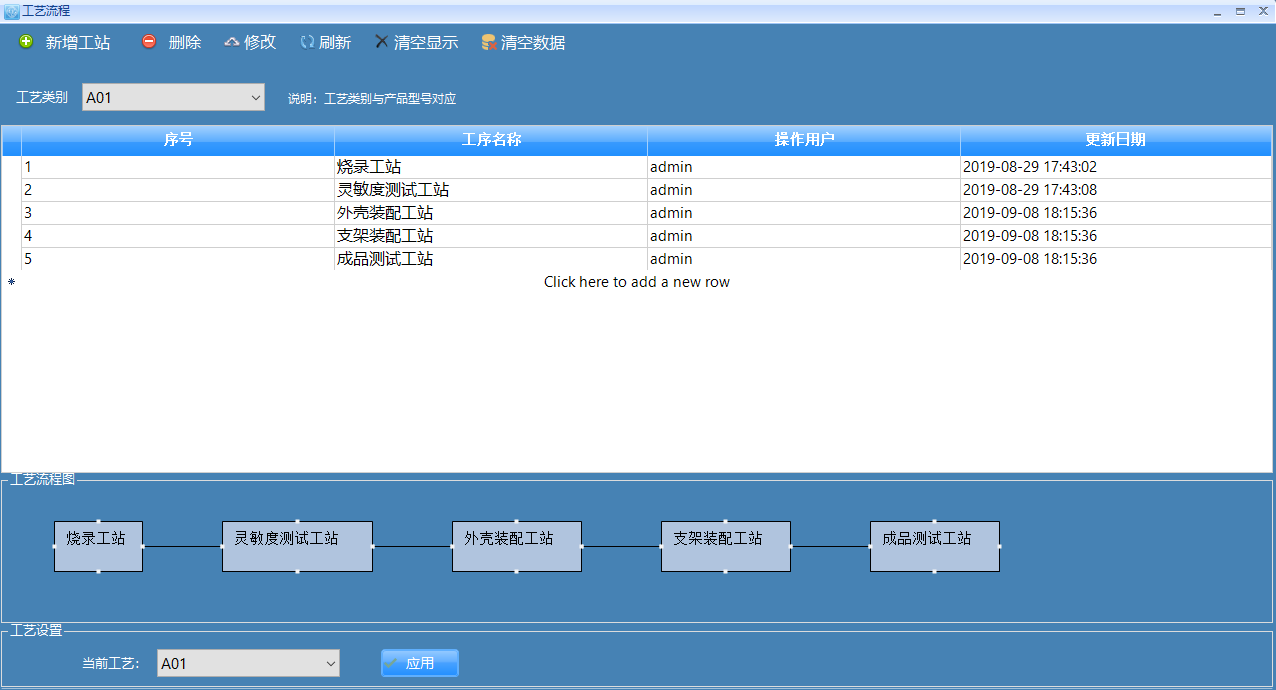 工艺流程
新增工站 删除 修改 刷新 清空显示 清空数据
工艺类别 A01 说明：工艺类别与产品型号对应
序号 工序名称 操作用户 更新日期
1 烧录工站 admin 2019-08-29 17:43:02
2 灵敏度测试工站 admin 2019-08-29 17:43:08
3 外壳装配工站 admin 2019-09-08 18:15:36
4 支架装配工站 admin 2019-09-08 18:15:36
5 成品测试工站 admin 2019-09-08 18:15:36
* Click here to add a new row
工艺流程图
烧录工站 灵敏度测试工站 外壳装配工站 支架装配工站 成品测试工站
工艺设置
当前工艺： A01 应用